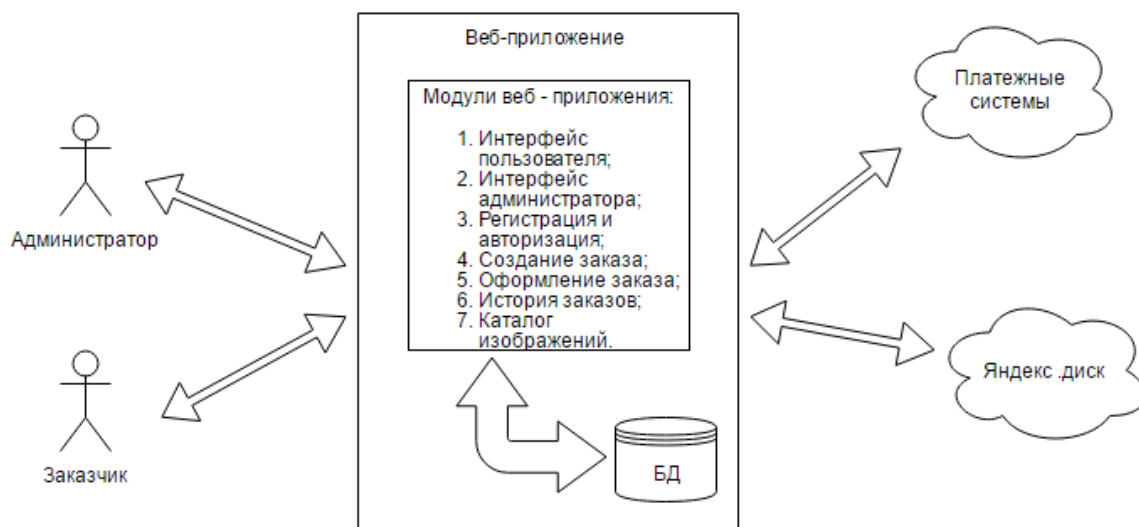 Веб-приложение
Модули веб - приложения:
1. Интерфейс
пользователя;
2. Интерфейс
администратора;
3. Регистрация и
авторизация;
4. Создание заказа;
5. Оформление заказа;
6. История заказов;
7. Каталог
изображений.
БД
Администратор
Заказчик
Платежные
системы
Яндекс .диск